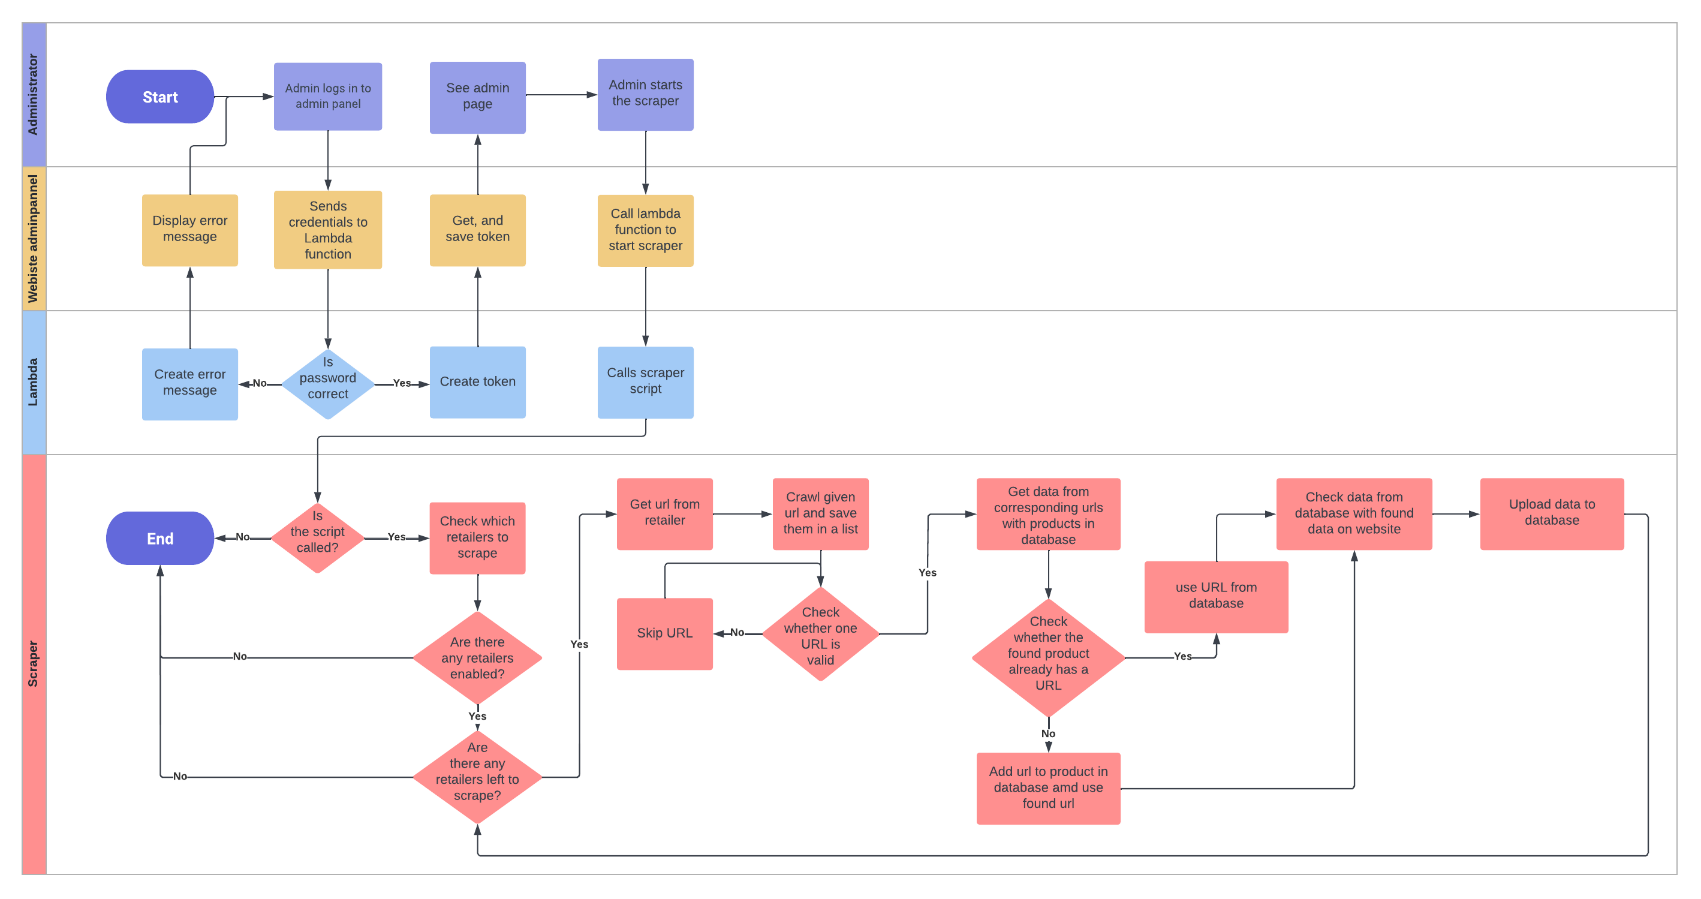 Administrator
Start
Admin logs in to
admin panel
See admin
page
Admin starts
the scraper
Webiste adminpannel
Display error
message
Sends
credentials to
Lambda
function
Get, and
save token
Call lambda
function to
start scraper
Lambda
Create error
message
No
Is
password
correct
Yes
Create token
Calls scraper
script
Scraper
End
No
Is
the script
called?
Yes
Check which
retailers to
scrape
No
Are there
any retailers
enabled?
Yes
No
Are
there any
retailers left to
scrape?
Yes
Get url from
retailer
Crawl given
url and save
them in a list
Skip URL
No
Check
whether one
URL is
valid
Yes
Get data from
corresponding urls
with products in
database
Check
whether the
found product
already has a
URL
Yes
use URL from
database
No
Add url to product in
database amd use
found url
Check data from
database with found
data on website
Upload data to
database